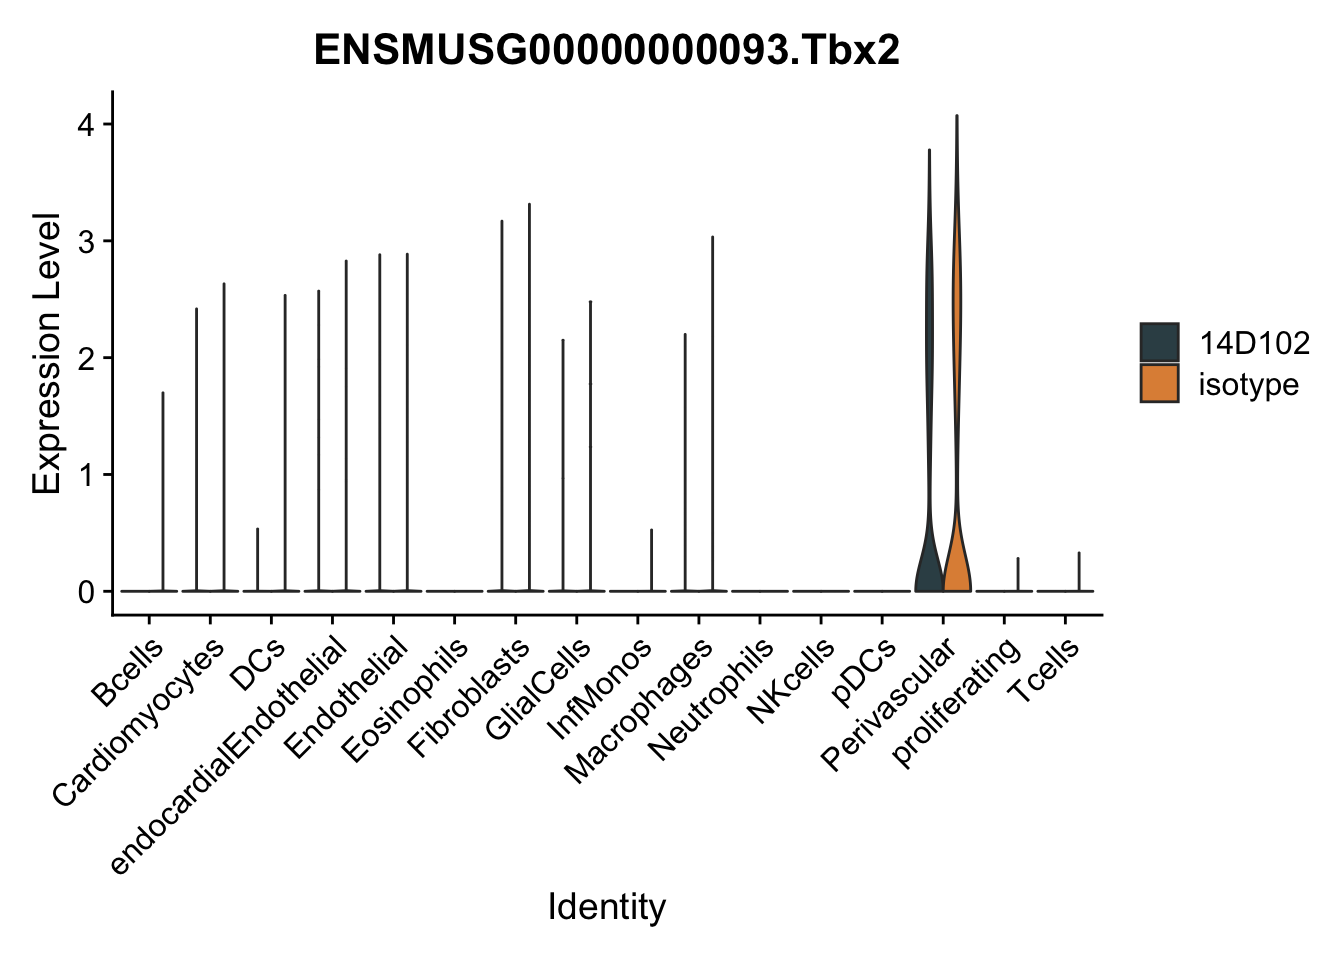 ENSMUSG00000000093.Tbx2
Expression Level
4
3
2
1
0
14D102
isotype
Bcells
Cardiomyocytes
DCs
endocardialEndothelial
Endothelial
Eosinophils
Fibroblasts
GlialCells
InfMonos
Macrophages
Neutrophils
NKcells
pDCs
Perivascular
proliferating
Tcells
Identity